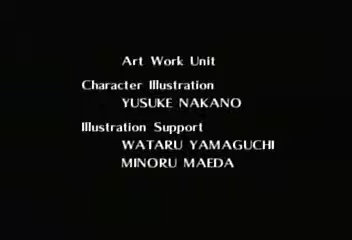 Art Work Unit
Character Illustration
YUSUKE NAKANO
Illustration Support
WATARU YAMAGUCHI
MINORU MAEDA